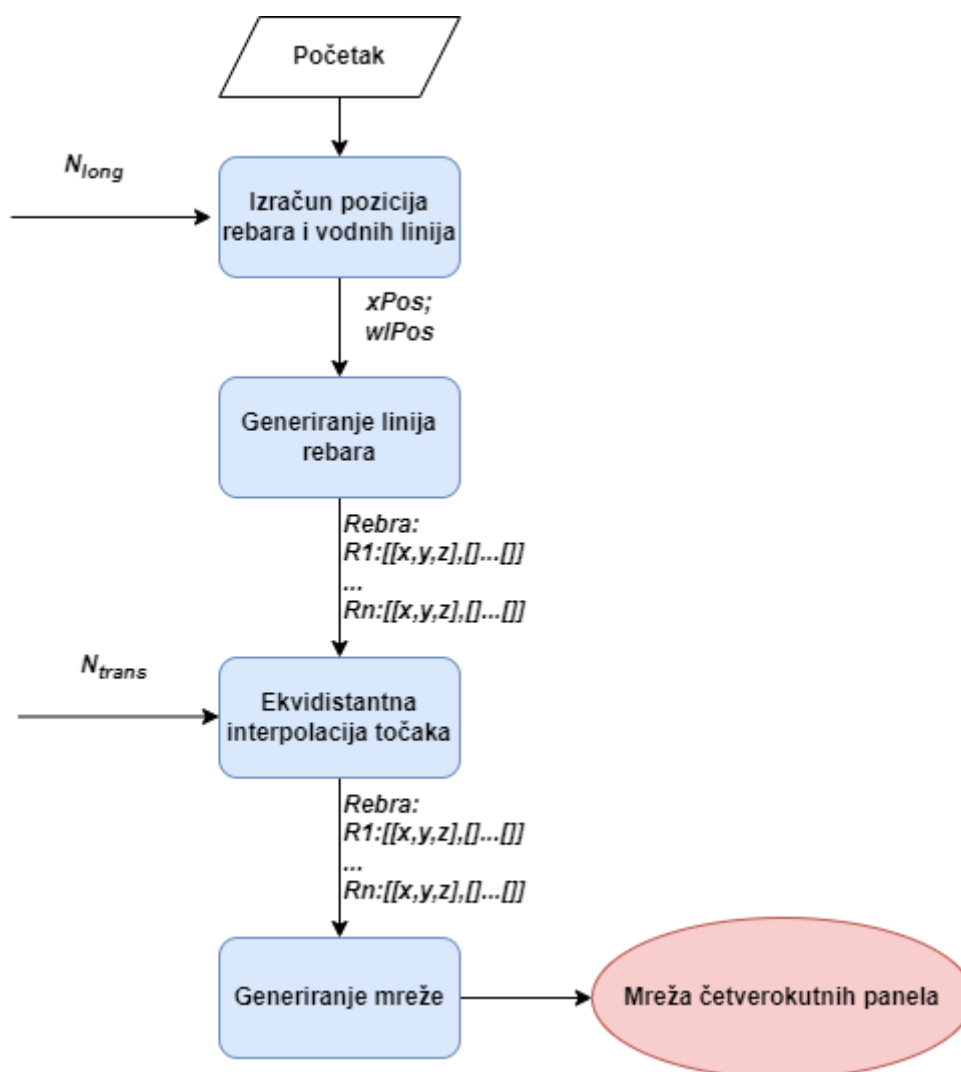 Početak
N_long
Izračun pozicija
rebara i vodnih linija
xPos;
wlPos
Generiranje linija
rebara
Rebra:
R1:[[x,y,z],[]...[]]
...
Rn:[[x,y,z],[]...[]]
N_trans
Ekvidistantna
interpolacija točaka
Rebra:
R1:[[x,y,z],[]...[]]
...
Rn:[[x,y,z],[]...[]]
Generiranje mreže
Mreža četverokutnih panela